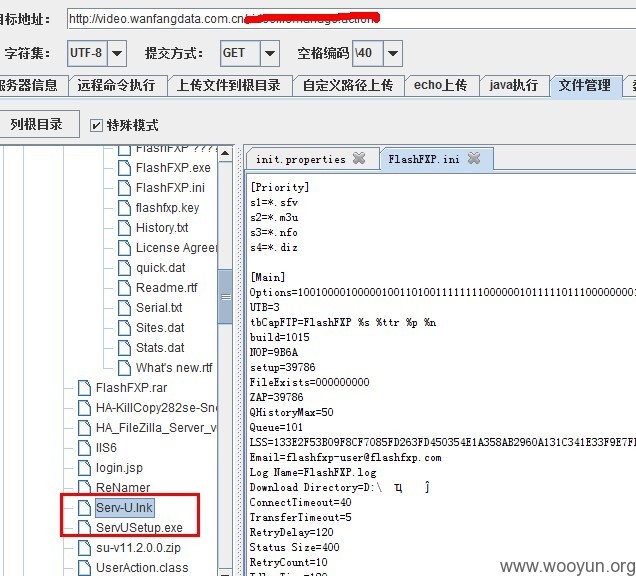 目标地址:
http://video.wanfangdata.com.cn/
字符集: UTF-8 提交方式: GET 空格编码 \40
服务器信息 远程命令执行 上传文件到根目录 自定义路径上传 echo上传 java执行 文件管理
列根目录 特殊模式
init.properties FlashFXP.ini
FlashFXP ????
FlashFXP.exe
FlashFXP.ini
flashfxp.key
History.txt
License Agree
quick.dat
Readme.rtf
Serial.txt
Sites.dat
Stats.dat
What's new.rtf
FlashFXP.rar
HA-KillCopy282se-Sn
HA_FileZilla_Server_v
IIS6
login.jsp
ReNamer
Serv-U.lnk
ServUSetup.exe
su-v11.2.0.0.zip
UserAction.class
[Priority]
s1=*.sfv
s2=*.m3u
s3=*.nfo
s4=*.diz
[Main]
UTB=3
tbCapFTP=FlashFXP %s %ttr %p %n
build=1015
NOP=9B6A
setup=39786
FileExists=000000000
ZAP=39786
QHistoryMax=50
Queue=101
LSS=133E2F53B09F8CF7085FD263FD450354E1A358AB2960A131C341E33F9E7F
Email=flashfxp-user@flashfxp.com
Log Name=FlashFXP.log
Download Directory=D:\
ConnectTimeout=40
TransferTimeout=5
RetryDelay=120
Status Size=400
RetryCount=10
www.wooyun.org